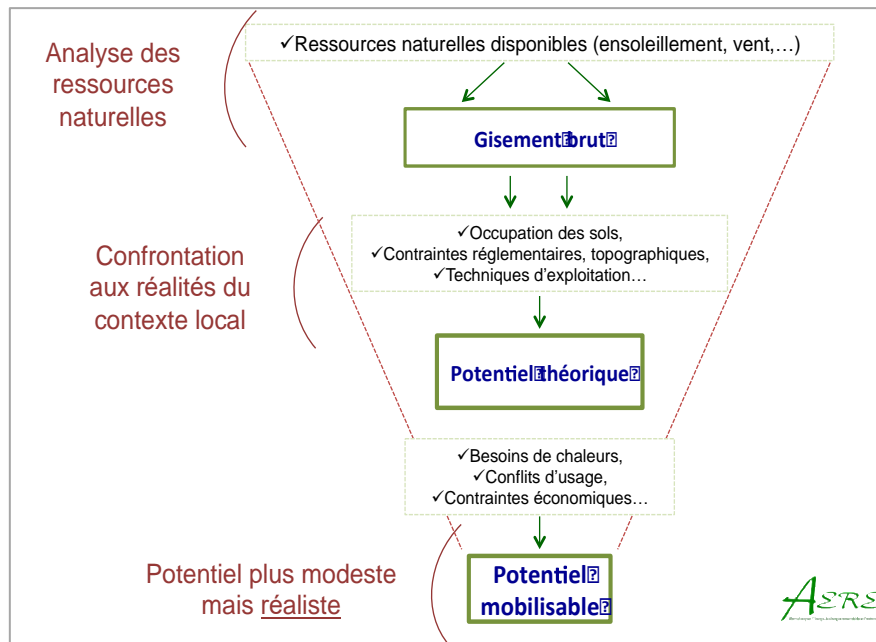 Analyse des
ressources
naturelles
✓Ressources naturelles disponibles (ensoleillement, vent,…)
Gisement brut
✓Occupation des sols,
✓Contraintes réglementaires, topographiques,
✓Techniques d'exploitation…
Confrontation
aux réalités du
contexte local
Potentiel théorique
✓Besoins de chaleurs,
✓Conflits d'usage,
✓Contraintes économiques…
Potentiel plus modeste
mais réaliste
Potentiel
mobilisable
AERE